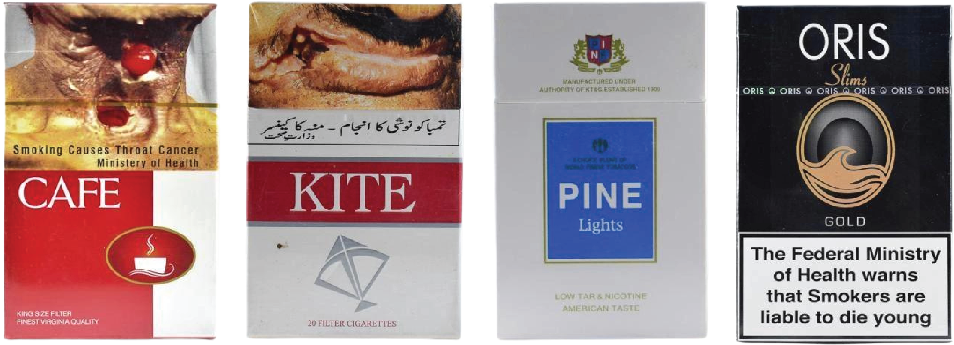 Smoking Causes Throat Cancer
Ministry of Health
CAFE
KING SIZE FILTER
FINEST VIRGINIA QUALITY
تمباکو نوشی کا انجام - منہ کا کینسر
وزارت صحت
KITE
20 FILTER CIGARETTES
PINE
MANUFACTURED UNDER
AUTHORITY OF KT&G ESTABLISHED
PINE
Lights
LOW TAR & NICOTINE
AMERICAN TASTE
ORIS
Slims
ORIS ORIS ORIS ORIS ORIS ORIS
GOLD
The Federal Ministry
of Health warns
that Smokers are
liable to die young